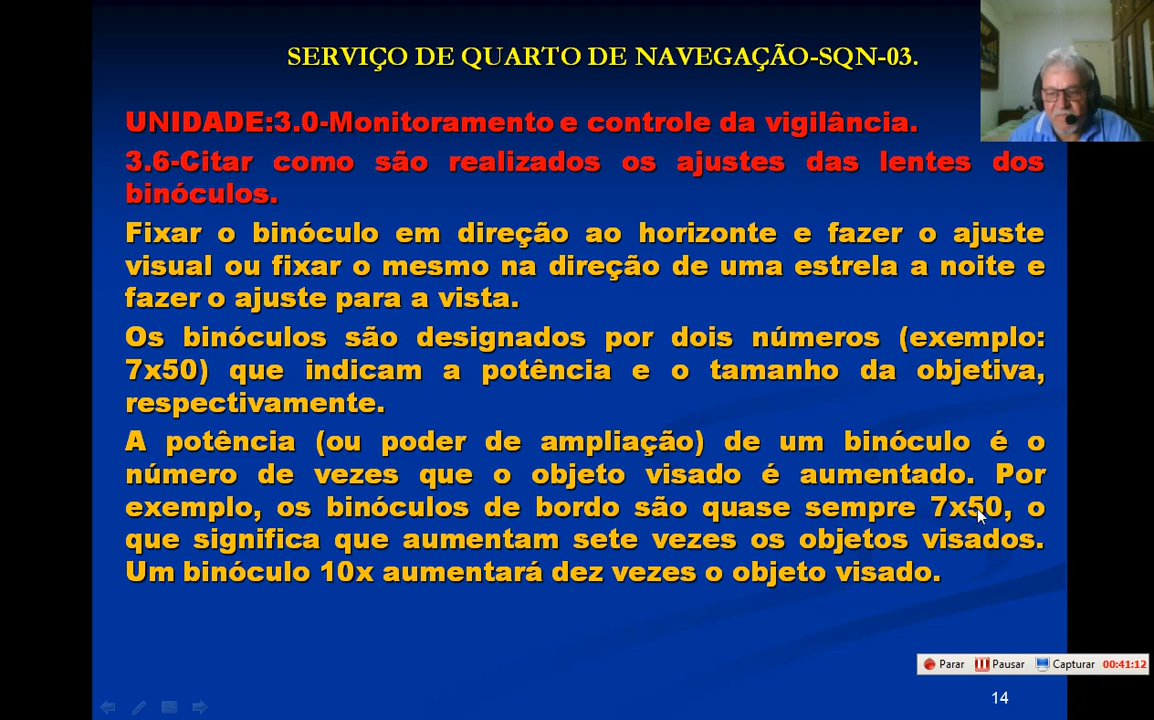 SERVIÇO DE QUARTO DE NAVEGAÇÃO-SQN-03.
UNIDADE:3.0-Monitoramento e controle da vigilância.
3.6-Citar como são realizados os ajustes das lentes dos
binóculos.
Fixar o binóculo em direção ao horizonte e fazer o ajuste
visual ou fixar o mesmo na direção de uma estrela a noite e
fazer o ajuste para a vista.
Os binóculos são designados por dois números (exemplo:
7x50) que indicam a potência e o tamanho da objetiva,
respectivamente.
A potência (ou poder de ampliação) de um binóculo é o
número de vezes que o objeto visado é aumentado. Por
exemplo, os binóculos de bordo são quase sempre 7x50, o
que significa que aumentam sete vezes os objetos visados.
Um binóculo 10x aumentará dez vezes o objeto visado.
Parar Pausar Capturar 00:41:12
14